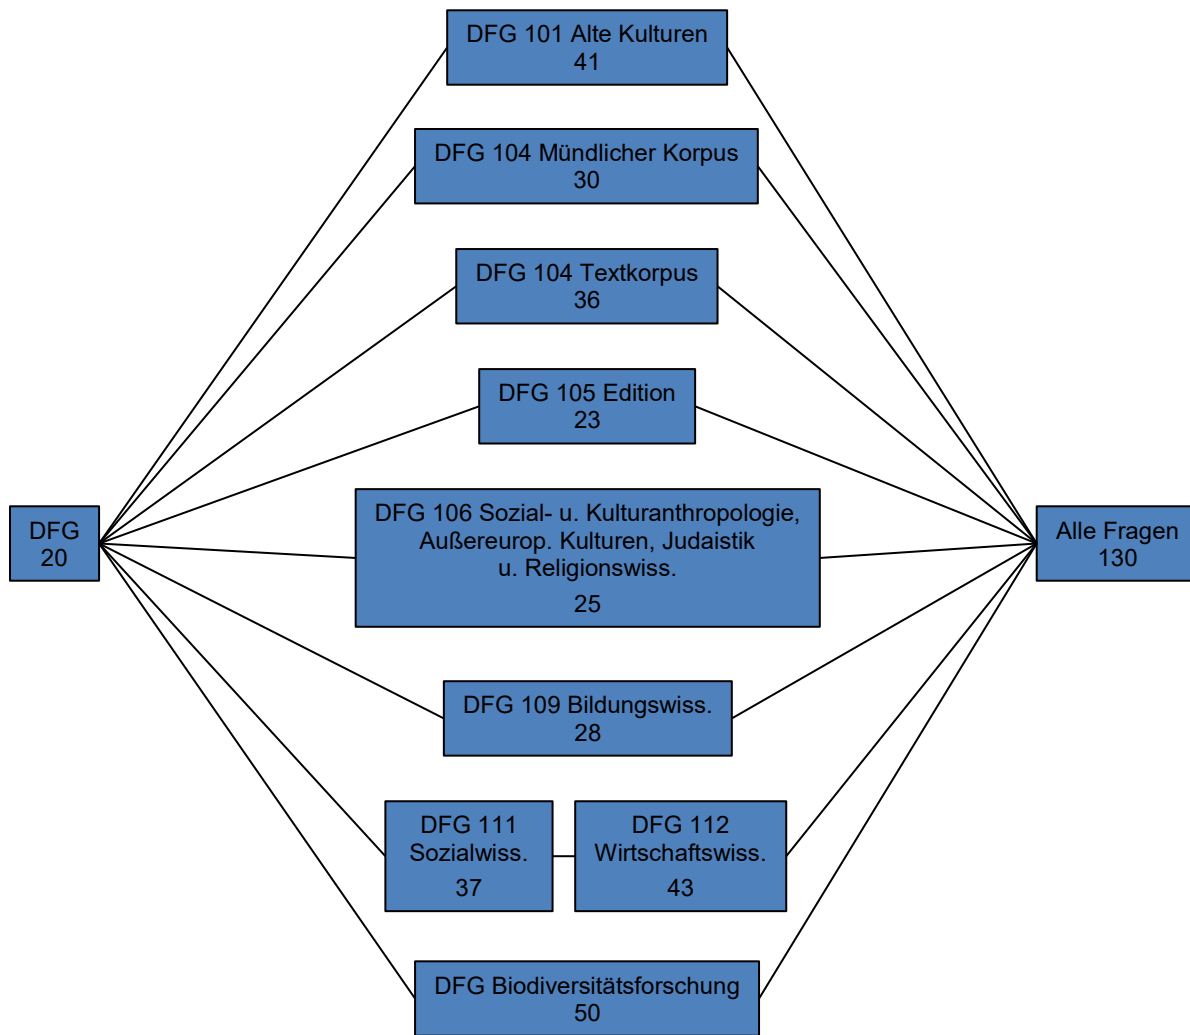 DFG 101 Alte Kulturen
41
DFG 104 Mündlicher Korpus
30
DFG 104 Textkorpus
36
DFG 105 Edition
23
DFG
20
DFG 106 Sozial- u. Kulturanthropologie,
Außereurop. Kulturen, Judaistik
u. Religionswiss.
25
Alle Fragen
130
DFG 109 Bildungswiss.
28
DFG 111
Sozialwiss.
37
DFG 112
Wirtschaftswiss.
43
DFG Biodiversitätsforschung
50